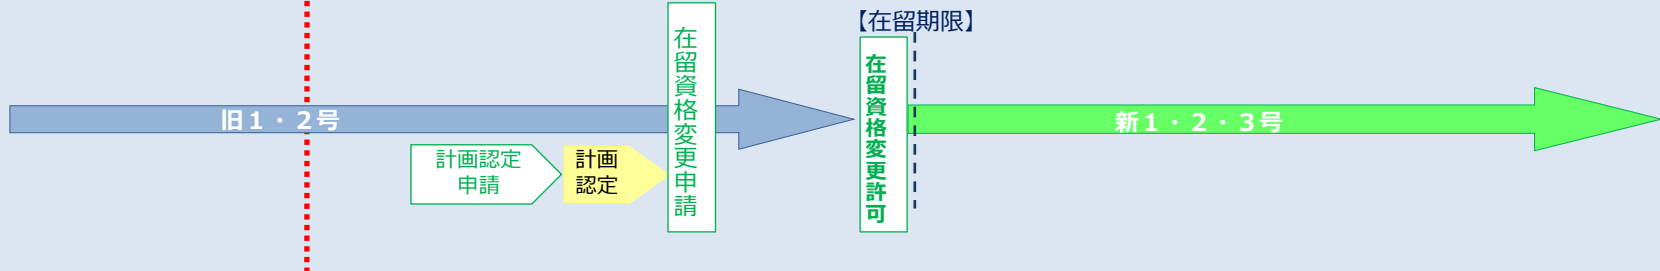 【在留期限】
旧１・２号
計画認定
申請
計画
認定
在留資格変更申請
在留資格変更許可
新１・２・３号